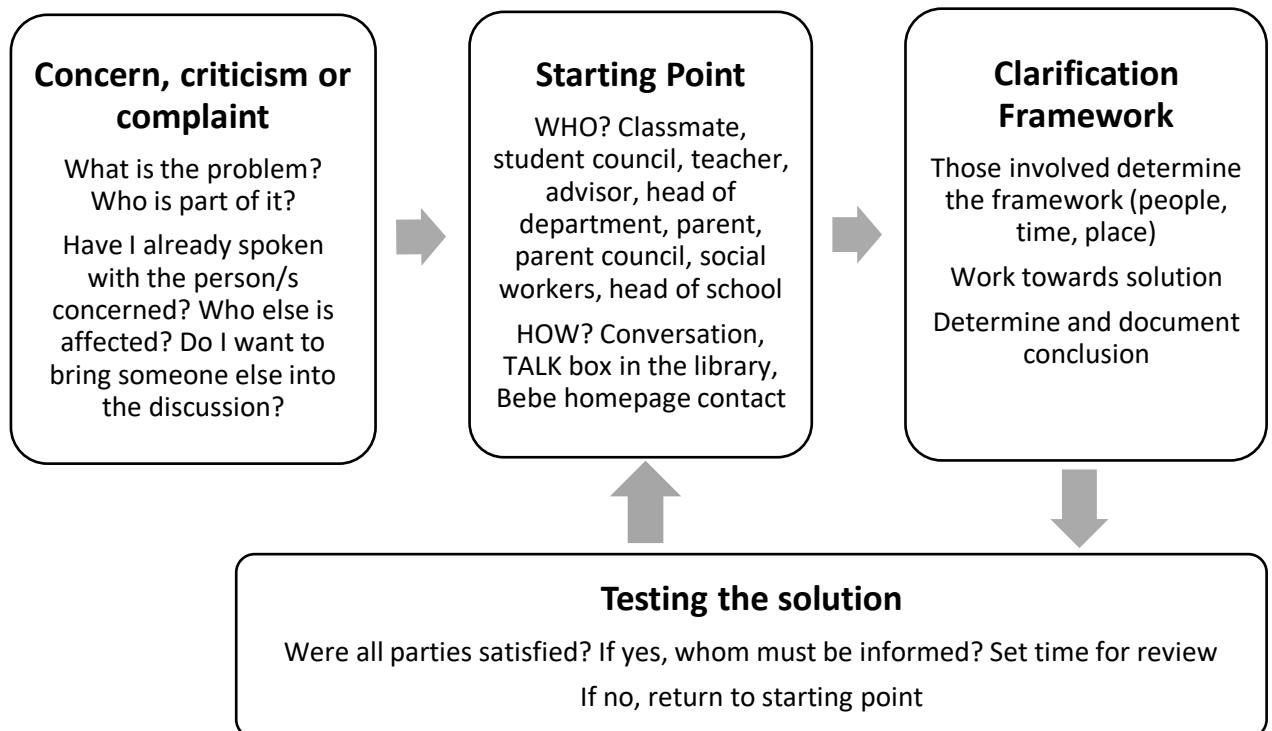 Concern, criticism or
complaint
What is the problem?
Who is part of it?
Have I already spoken
with the person/s
concerned? Who else is
affected? Do I want to
bring someone else into
the discussion?
Starting Point
WHO? Classmate,
student council, teacher,
advisor, head of
department, parent,
parent council, social
workers, head of school
HOW? Conversation,
TALK box in the library,
Bebe homepage contact
Clarification
Framework
Those involved determine
the framework (people,
time, place)
Work towards solution
Determine and document
conclusion
Testing the solution
Were all parties satisfied? If yes, whom must be informed? Set time for review
If no, return to starting point